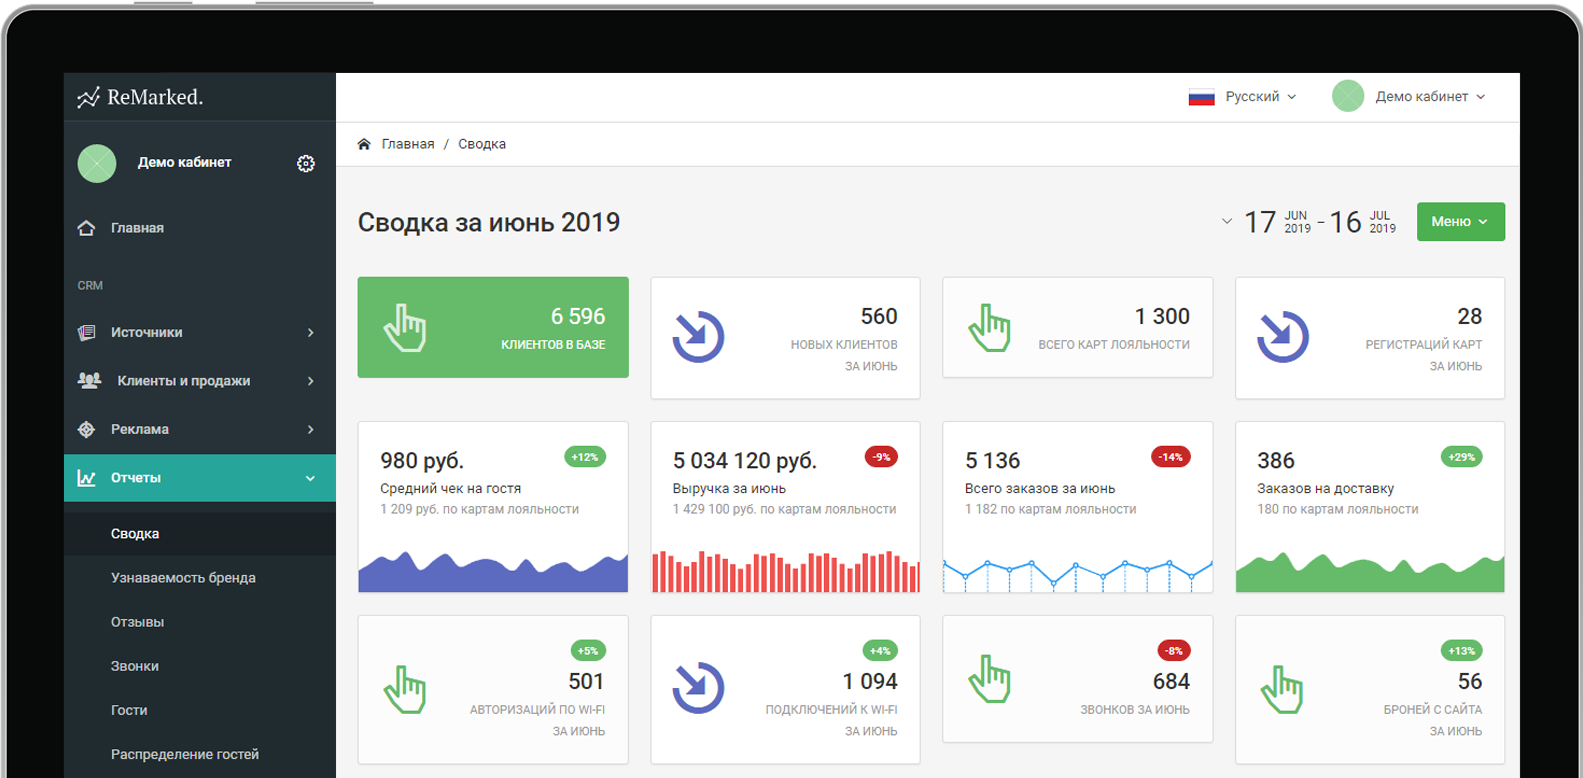 ReMarked.
Русский
Демо кабинет
Демо кабинет
Главная / Сводка
Главная
Сводка за июнь 2019
17 JUN 2019 – 16 JUL 2019
Меню
CRM
Источники
Клиенты и продажи
Реклама
Отчеты
Сводка
Узнаваемость бренда
Отзывы
Звонки
Гости
Распределение гостей
6 596
КЛИЕНТОВ В БАЗЕ
560
НОВЫХ КЛИЕНТОВ
ЗА ИЮНЬ
1 300
ВСЕГО КАРТ ЛОЯЛЬНОСТИ
28
РЕГИСТРАЦИЙ КАРТ
ЗА ИЮНЬ
980 руб. +12%
Средний чек на гостя
1 209 руб. по картам лояльности
5 034 120 руб. -9%
Выручка за июнь
1 429 100 руб. по картам лояльности
5 136 -14%
Всего заказов за июнь
1 182 по картам лояльности
386 +29%
Заказов на доставку
180 по картам лояльности
+5%
501
АВТОРИЗАЦИЙ ПО WI-FI
ЗА ИЮНЬ
+4%
1 094
ПОДКЛЮЧЕНИЙ К WI-FI
ЗА ИЮНЬ
-8%
684
ЗВОНКОВ ЗА ИЮНЬ
+13%
56
БРОНЕЙ С САЙТА
ЗА ИЮНЬ